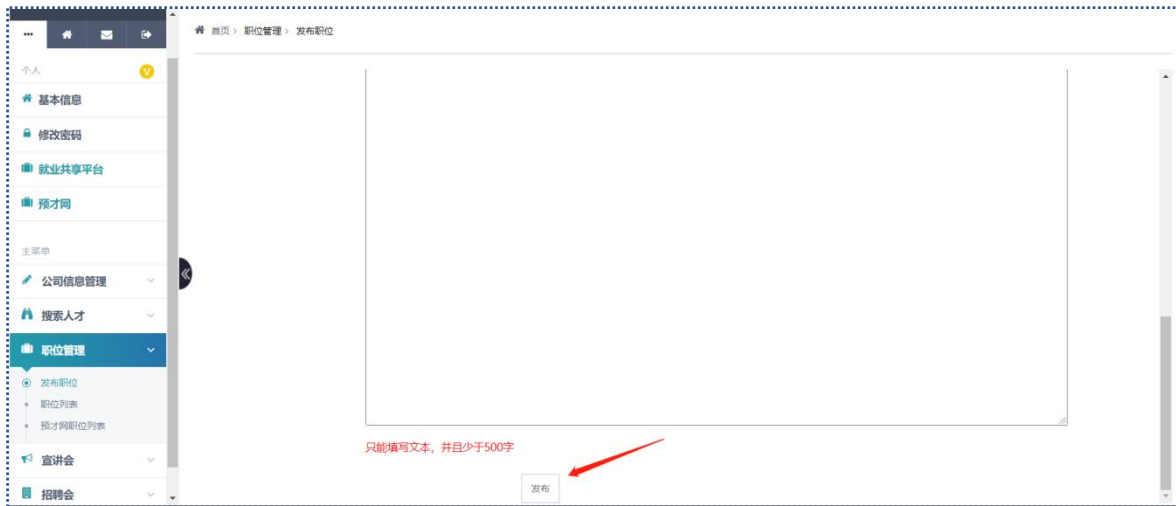 首页 > 职位管理 > 发布职位
个人
V
基本信息
修改密码
就业共享平台
预才网
主菜单
公司信息管理
搜索人才
职位管理
发布职位
职位列表
预才网职位列表
宣讲会
招聘会
只能填写文本，并且少于500字
发布